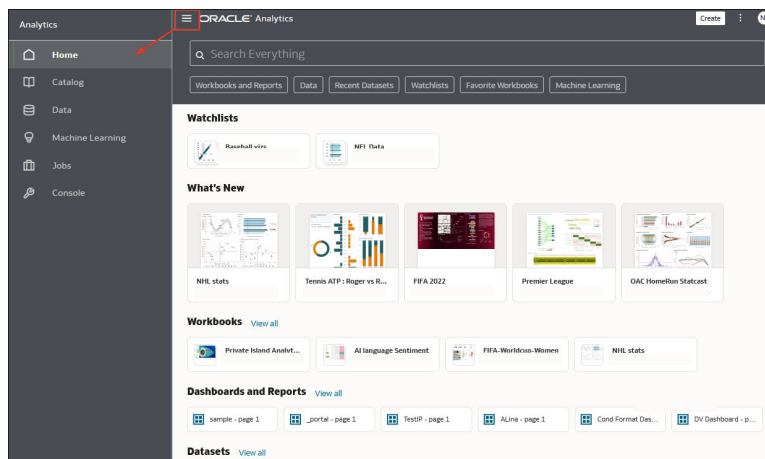 Analytics
Home
Catalog
Data
Machine Learning
Jobs
Console
ORACLE Analytics
Create
N
Search Everything
Workbooks and Reports Data Recent Datasets Watchlists Favorite Workbooks Machine Learning
Watchlists
Baseball vizs NFL Data
What's New
NHL stats Tennis ATP : Roger vs R... FIFA 2022 Premier League OAC HomeRun Statcast
Workbooks View all
Private Island Analyt... AI language Sentiment FIFA-Worldcup-Women NHL stats
Dashboards and Reports View all
sample - page 1 _portal - page 1 TestIP - page 1 ALina - page 1 Cond Format Das... DV Dashboard - p...
Datasets View all